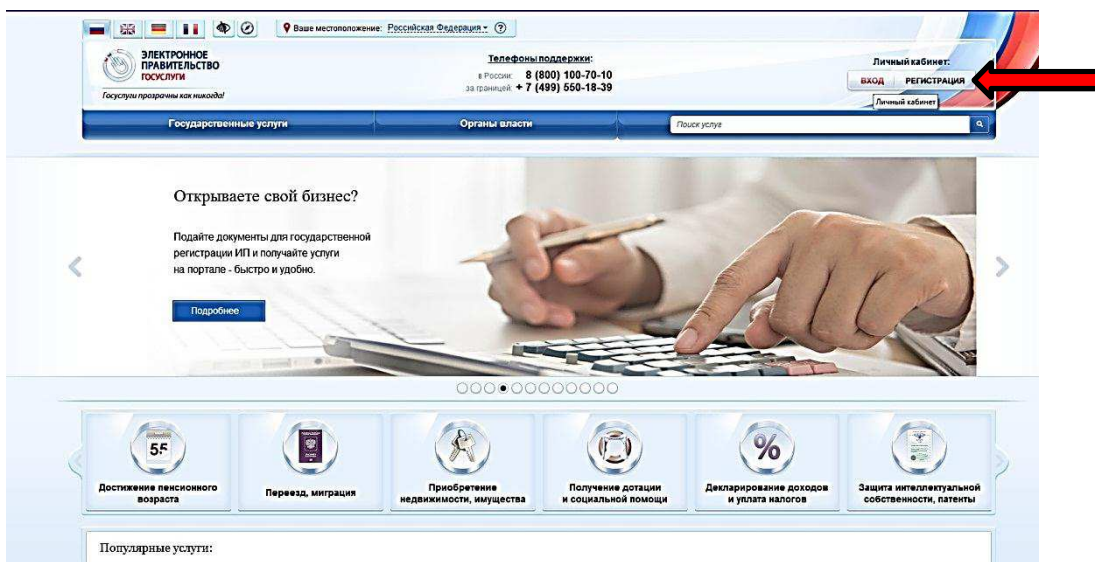 Ваше местоположение: Российская Федерация
ЭЛЕКТРОННОЕ
ПРАВИТЕЛЬСТВО
ГОСУСЛУГИ
Госуслуги прозрачны как никогда!
Телефоны поддержки:
в России: 8 (800) 100-70-10
за границей: + 7 (499) 550-18-39
Личный кабинет:
ВХОД РЕГИСТРАЦИЯ
Личный кабинет
Государственные услуги
Органы власти
Поиск услуг
Открываете свой бизнес?
Подайте документы для государственной
регистрации ИП и получайте услуги
на портале - быстро и удобно.
Подробнее
55
%
Достижение пенсионного
возраста
Переезд, миграция
Приобретение
недвижимости, имущества
Получение дотации
и социальной помощи
Декларирование доходов
и уплата налогов
Защита интеллектуальной
собственности, патенты
Популярные услуги: